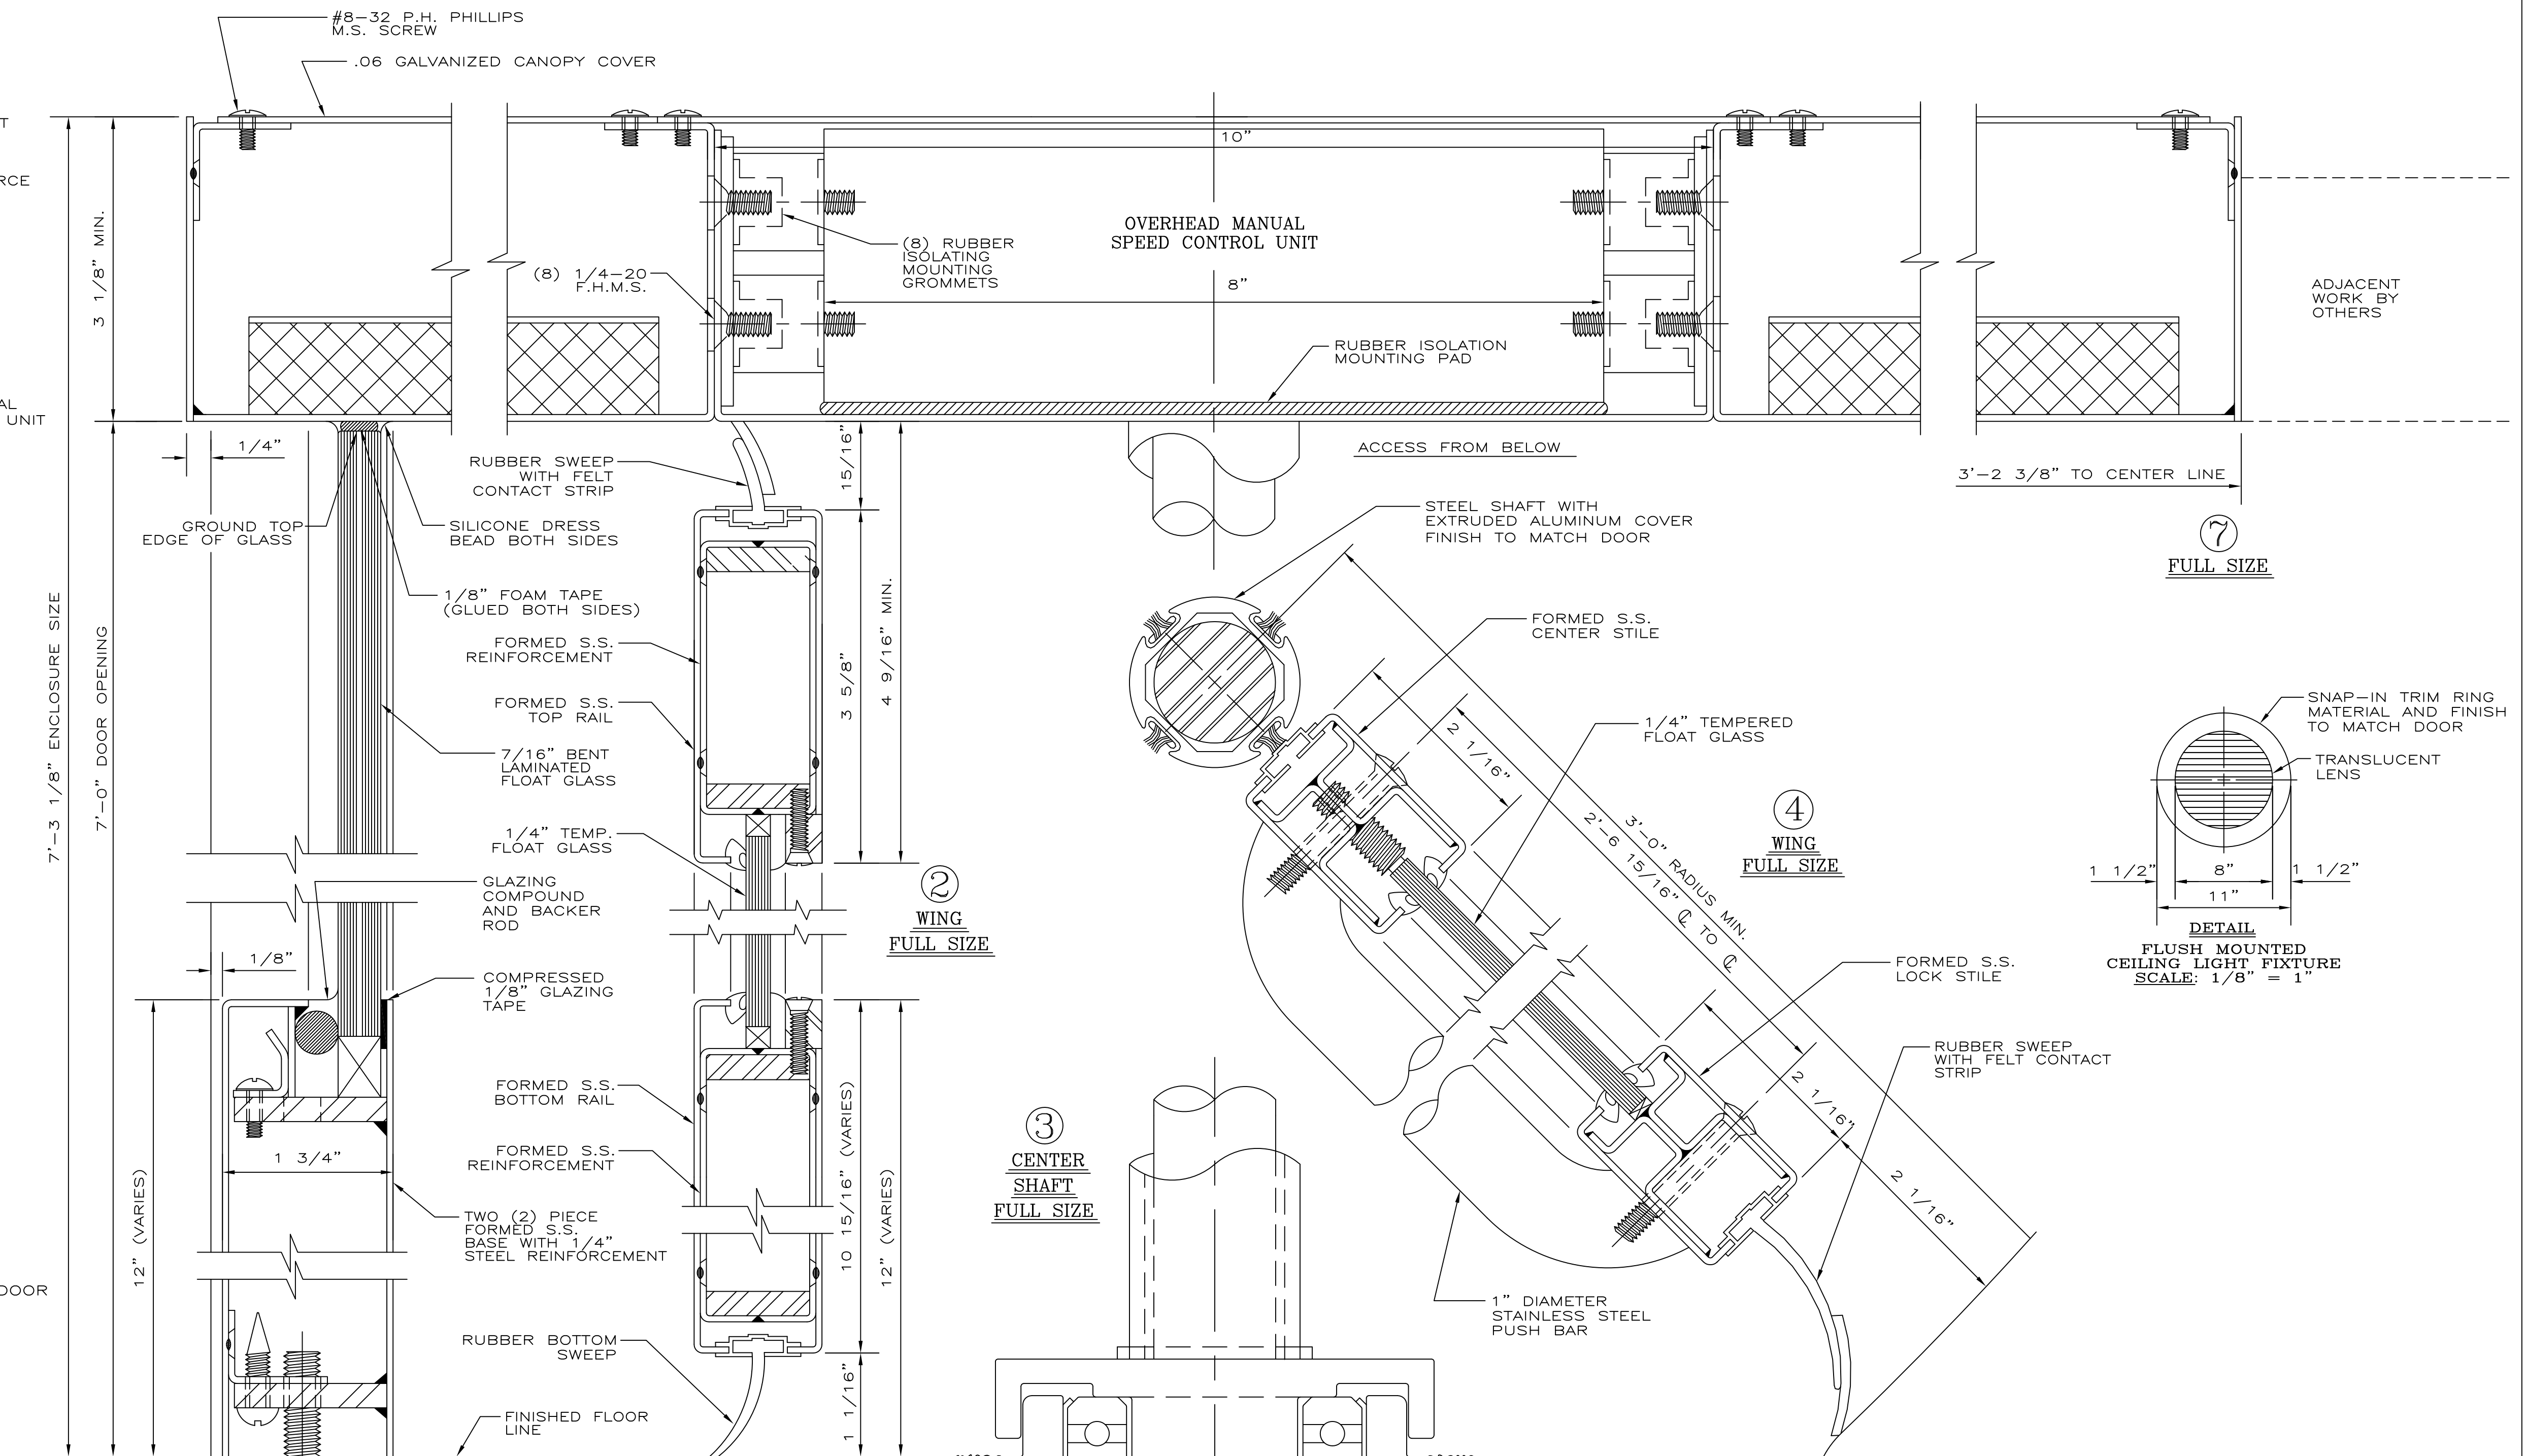 #8-32 P.H. PHILLIPS
M.S. SCREW
.06 GALVANIZED CANOPY COVER
T
RCE
AL
UNIT
DOOR
3 1/8" MIN.
7'-3 1/8" ENCLOSURE SIZE
7'-0" DOOR OPENING
10"
OVERHEAD MANUAL
SPEED CONTROL UNIT
8"
(8) RUBBER
ISOLATING
MOUNTING
GROMMETS
(8) 1/4-20
F.H.M.S.
RUBBER ISOLATION
MOUNTING PAD
ADJACENT
WORK BY
OTHERS
ACCESS FROM BELOW
3'-2 3/8" TO CENTER LINE
7
FULL SIZE
1/4"
RUBBER SWEEP
WITH FELT
CONTACT STRIP
15/16"
GROUND TOP
EDGE OF GLASS
SILICONE DRESS
BEAD BOTH SIDES
1/8" FOAM TAPE
(GLUED BOTH SIDES)
FORMED S.S.
REINFORCEMENT
FORMED S.S.
TOP RAIL
7/16" BENT
LAMINATED
FLOAT GLASS
1/4" TEMP.
FLOAT GLASS
3 5/8"
4 9/16" MIN.
2
WING
FULL SIZE
GLAZING
COMPOUND
AND BACKER
ROD
1/8"
COMPRESSED
1/8" GLAZING
TAPE
FORMED S.S.
BOTTOM RAIL
FORMED S.S.
REINFORCEMENT
1 3/4"
12" (VARIES)
TWO (2) PIECE
FORMED S.S.
BASE WITH 1/4"
STEEL REINFORCEMENT
10 15/16" (VARIES)
12" (VARIES)
RUBBER BOTTOM
SWEEP
1 1/16"
FINISHED FLOOR
LINE
STEEL SHAFT WITH
EXTRUDED ALUMINUM COVER
FINISH TO MATCH DOOR
FORMED S.S.
CENTER STILE
1/4" TEMPERED
FLOAT GLASS
2 1/16"
2'-6 15/16" ℄ TO ℄
3'-0" RADIUS MIN.
4
WING
FULL SIZE
FORMED S.S.
LOCK STILE
RUBBER SWEEP
WITH FELT CONTACT
STRIP
2 1/16"
2 1/16"
1" DIAMETER
STAINLESS STEEL
PUSH BAR
3
CENTER
SHAFT
FULL SIZE
SNAP-IN TRIM RING
MATERIAL AND FINISH
TO MATCH DOOR
TRANSLUCENT
LENS
1 1/2"
8"
1 1/2"
11"
DETAIL
FLUSH MOUNTED
CEILING LIGHT FIXTURE
SCALE: 1/8" = 1"